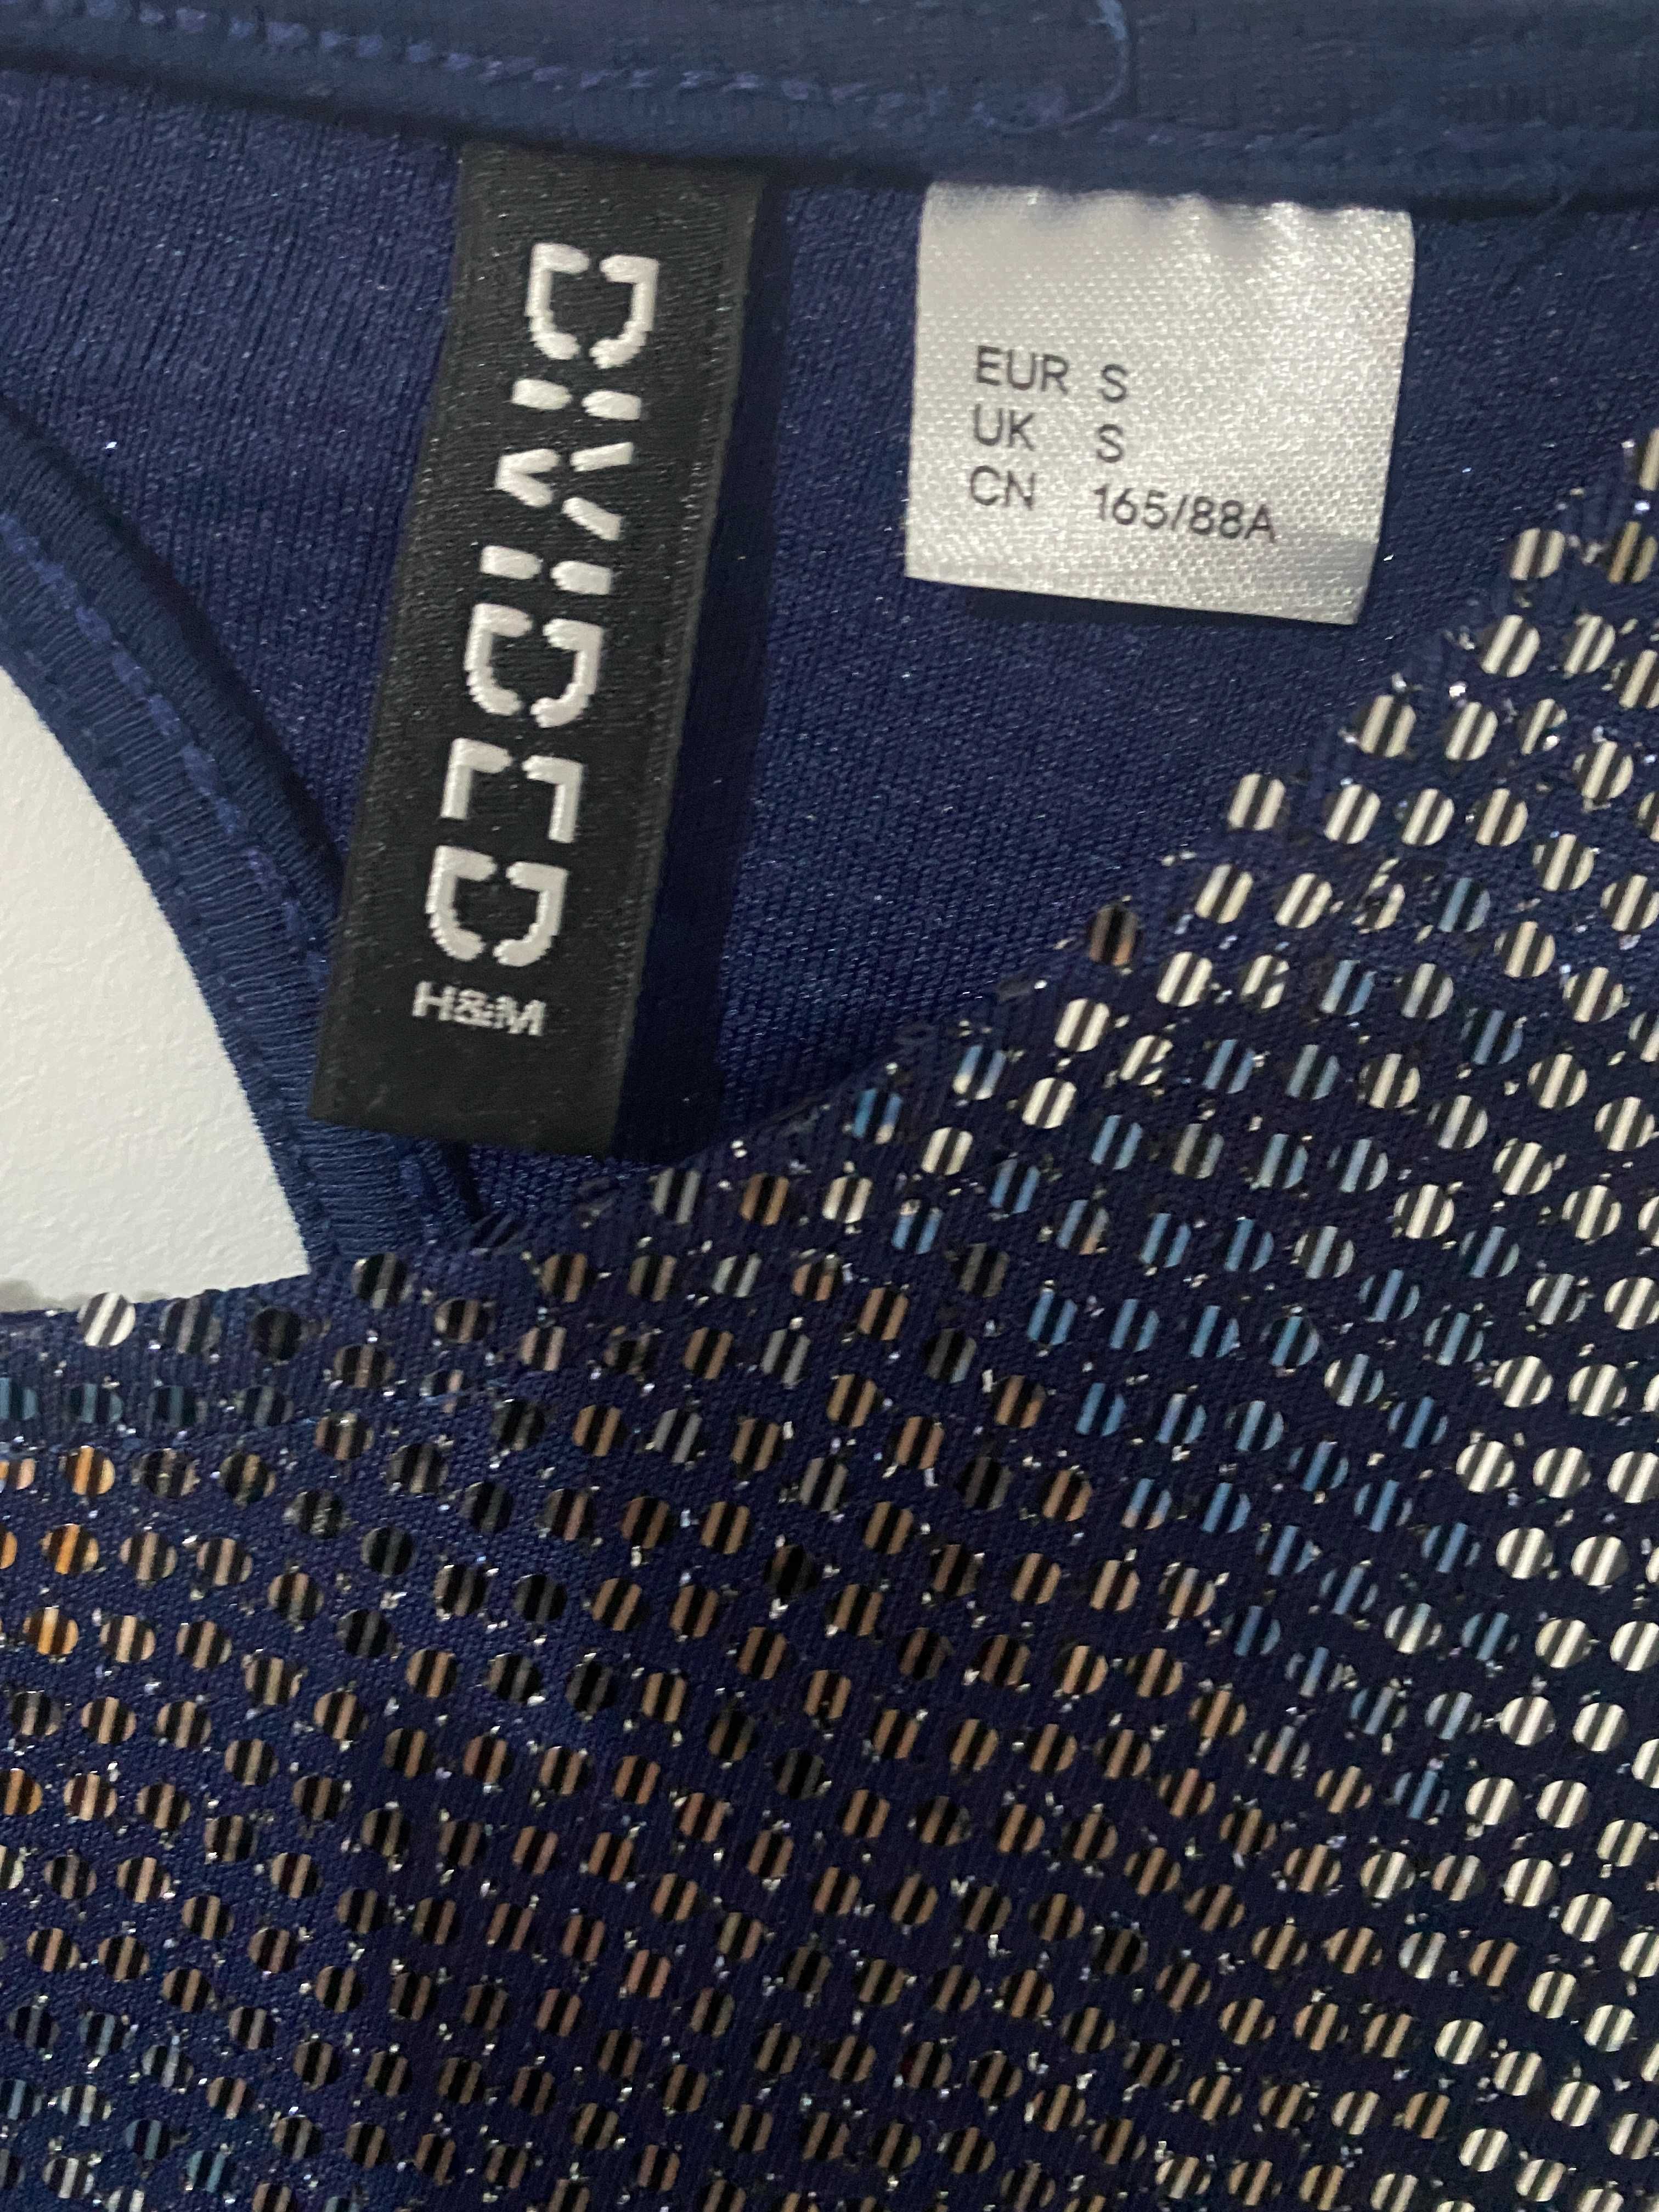 DIVIDED
H&M
EUR S
UK S
CN 165/88A